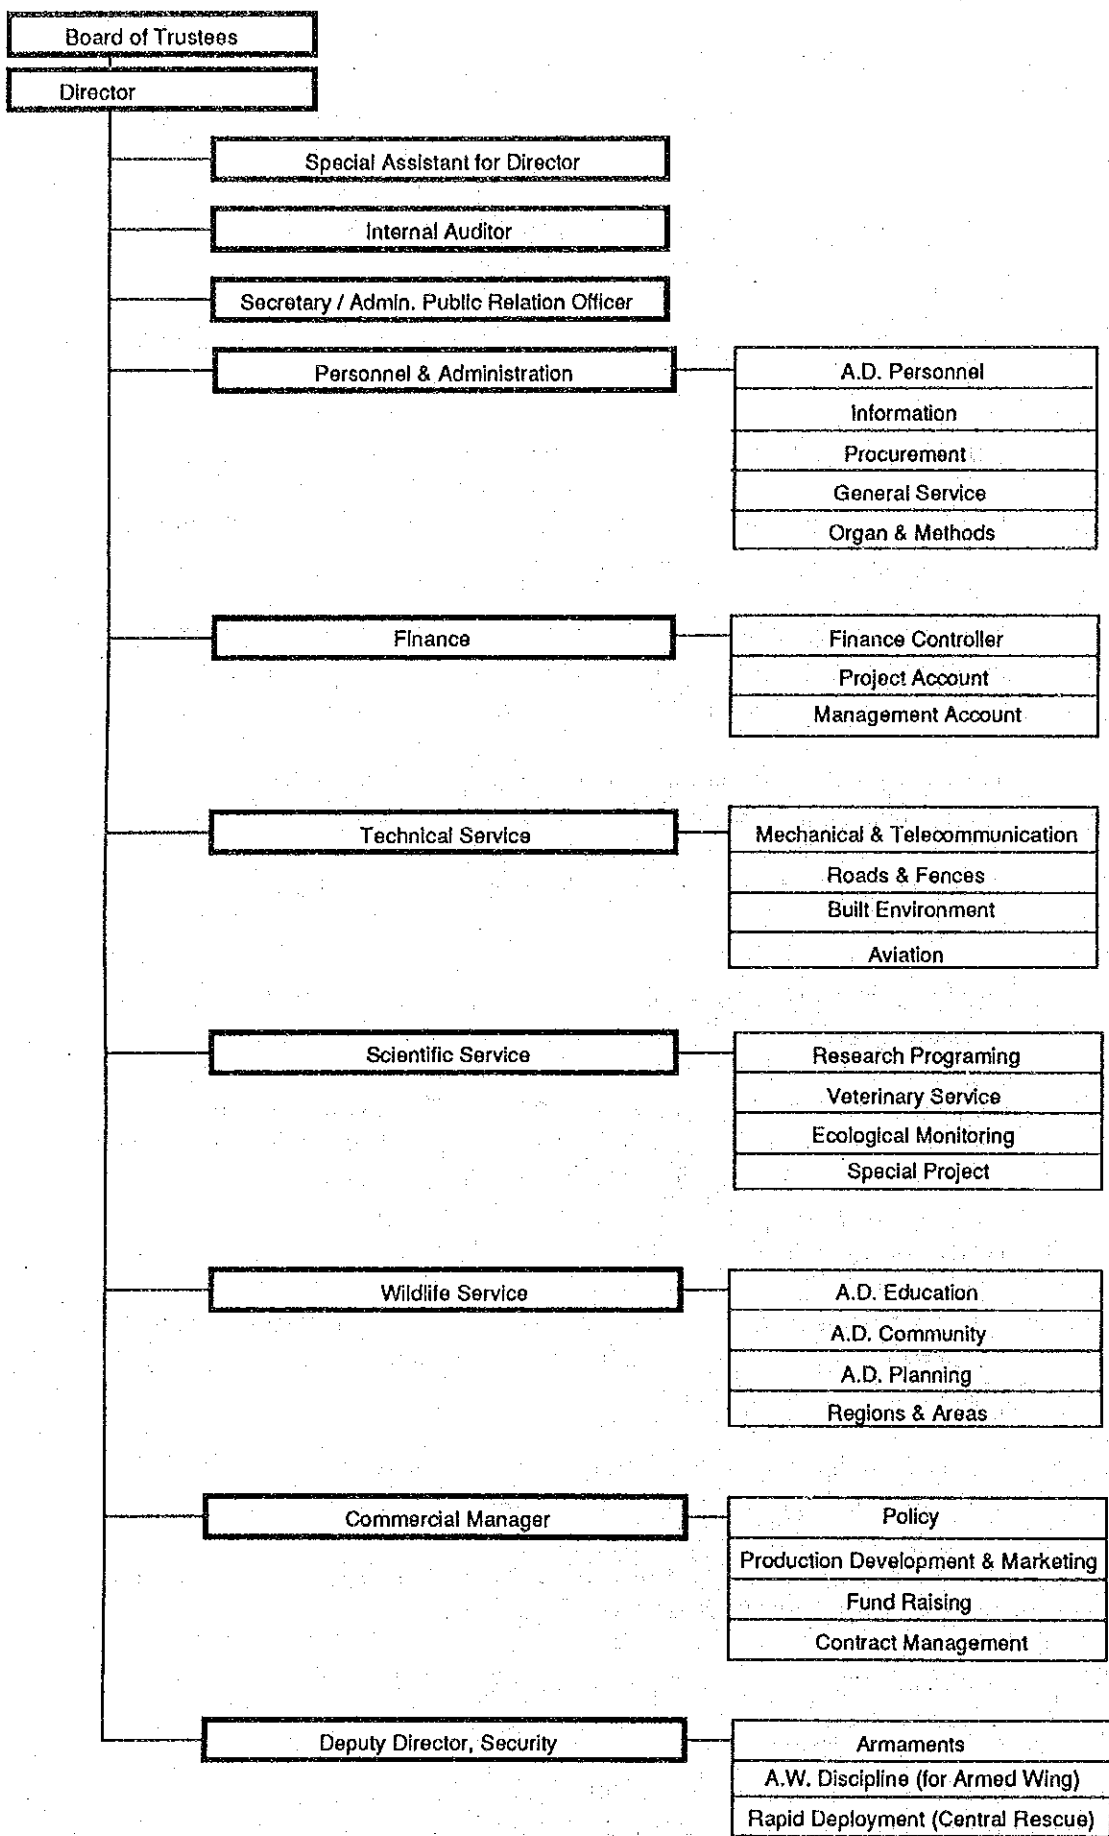 Board of Trustees
Director
Special Assistant for Director
Internal Auditor
Secretary / Admin. Public Relation Officer
Personnel & Administration
A.D. Personnel
Information
Procurement
General Service
Organ & Methods
Finance
Finance Controller
Project Account
Management Account
Technical Service
Mechanical & Telecommunication
Roads & Fences
Built Environment
Aviation
Scientific Service
Research Programing
Veterinary Service
Ecological Monitoring
Special Project
Wildlife Service
A.D. Education
A.D. Community
A.D. Planning
Regions & Areas
Commercial Manager
Policy
Production Development & Marketing
Fund Raising
Contract Management
Deputy Director, Security
Armaments
A.W. Discipline (for Armed Wing)
Rapid Deployment (Central Rescue)